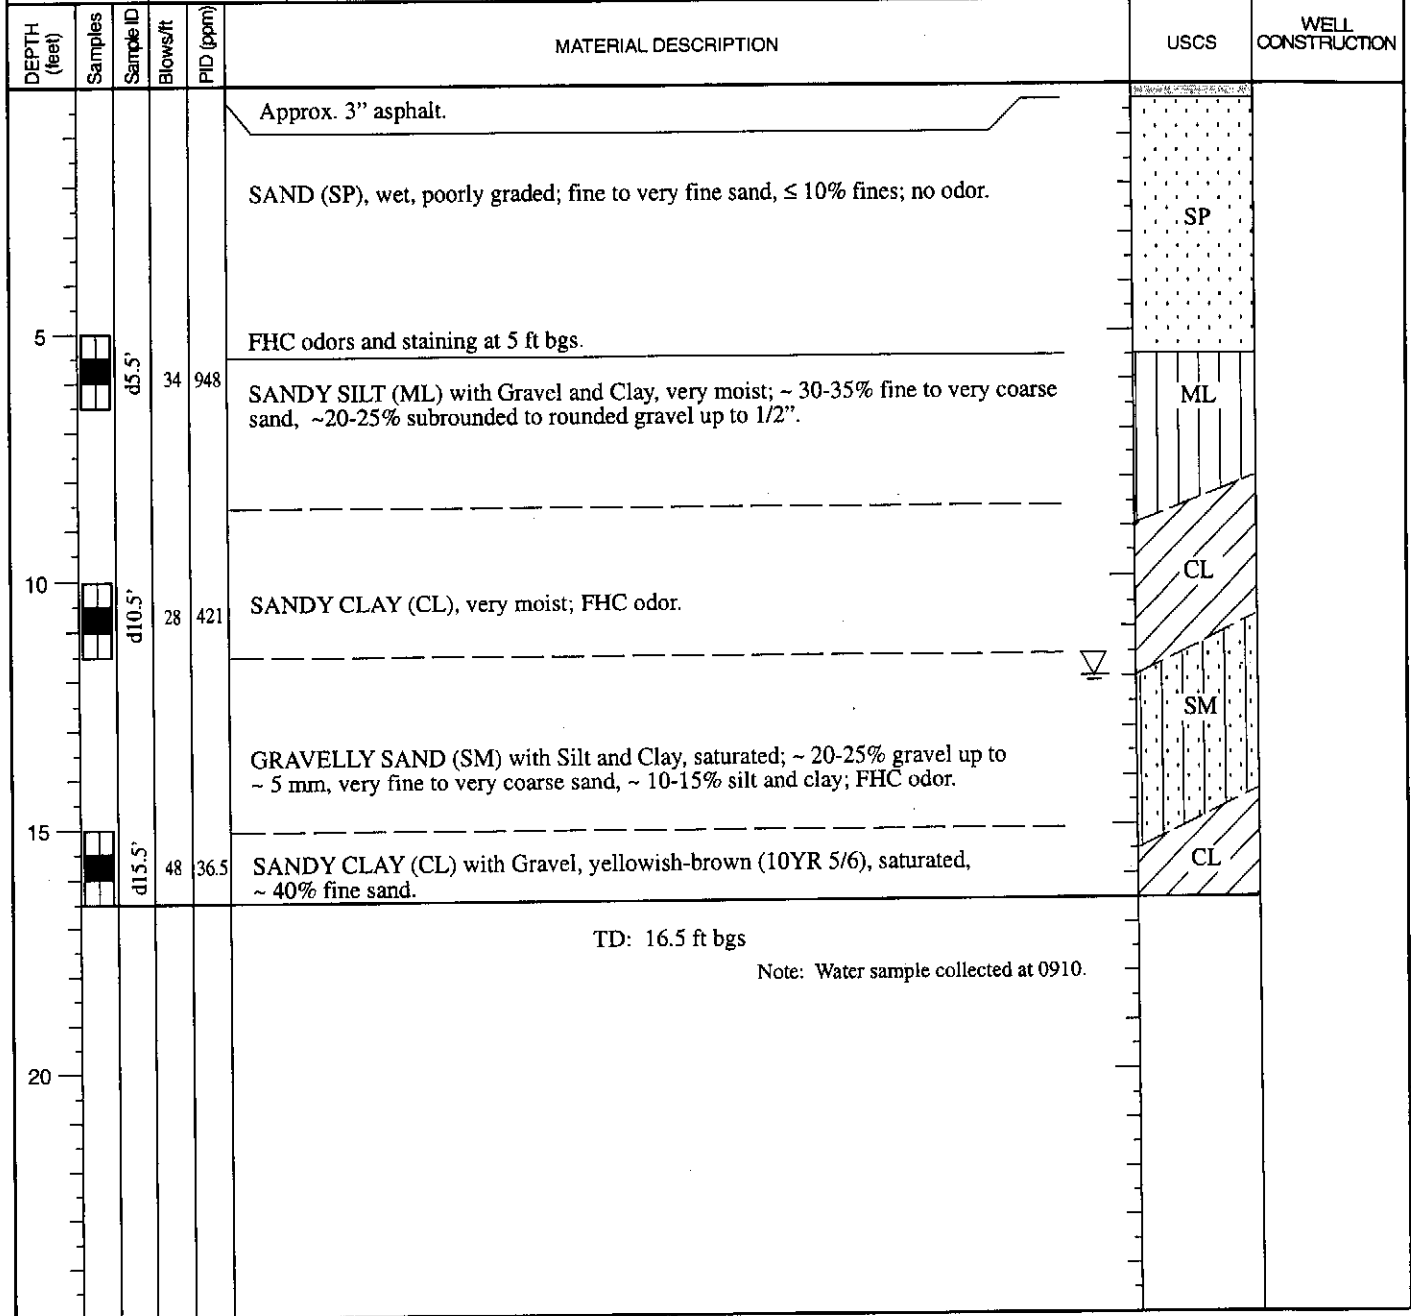 DEPTH (feet)
Samples
Sample ID
Blows/ft
PID (ppm)
MATERIAL DESCRIPTION
USCS
WELL CONSTRUCTION
Approx. 3" asphalt.
SAND (SP), wet, poorly graded; fine to very fine sand, ≤ 10% fines; no odor.
SP
5
FHC odors and staining at 5 ft bgs.
d5.5'
34
948
SANDY SILT (ML) with Gravel and Clay, very moist; ~ 30-35% fine to very coarse
sand, ~20-25% subrounded to rounded gravel up to 1/2".
ML
10
d10.5'
28
421
SANDY CLAY (CL), very moist; FHC odor.
CL
SM
GRAVELLY SAND (SM) with Silt and Clay, saturated; ~ 20-25% gravel up to
~ 5 mm, very fine to very coarse sand, ~ 10-15% silt and clay; FHC odor.
15
d15.5'
48
36.5
SANDY CLAY (CL) with Gravel, yellowish-brown (10YR 5/6), saturated,
~ 40% fine sand.
CL
TD: 16.5 ft bgs
Note: Water sample collected at 0910.
20